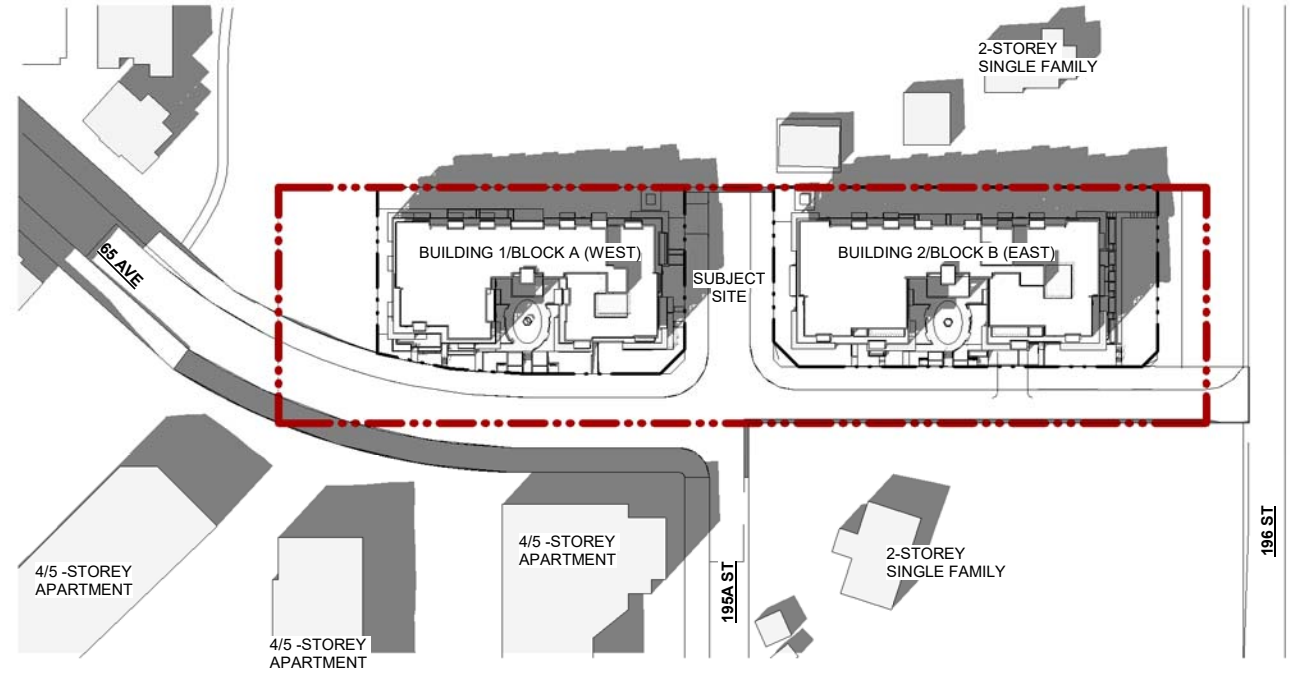 2-STOREY
SINGLE FAMILY
65 AVE
BUILDING 1/BLOCK A (WEST)
SUBJECT
SITE
BUILDING 2/BLOCK B (EAST)
4/5 -STOREY
APARTMENT
4/5 -STOREY
APARTMENT
4/5 -STOREY
APARTMENT
195A ST
2-STOREY
SINGLE FAMILY
196 ST